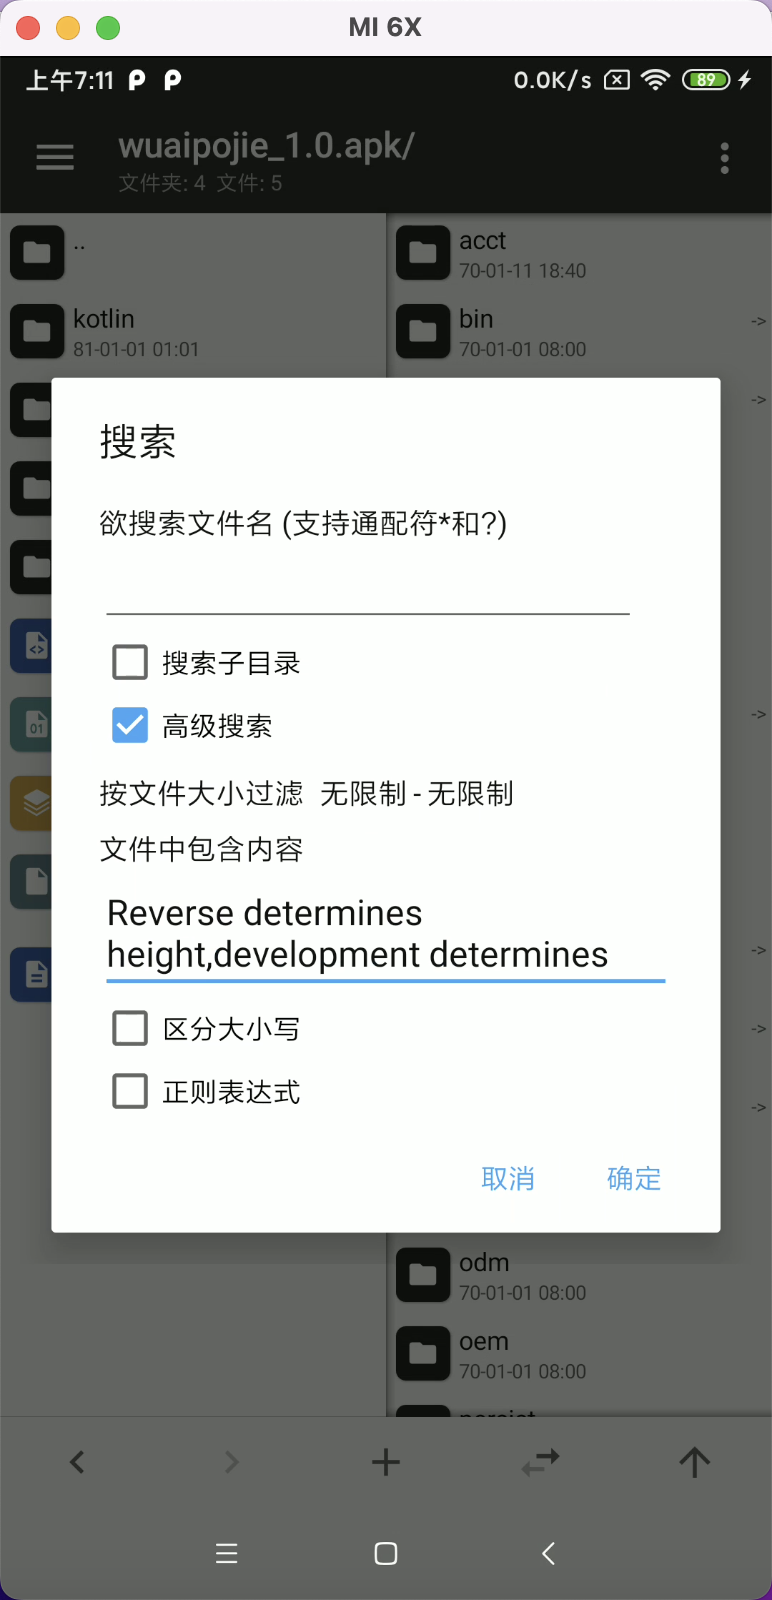 MI 6X
上午7:11
0.0K/s
89
wuaipojie_1.0.apk/
文件夹: 4 文件: 5
..
acct
70-01-11 18:40
kotlin
81-01-01 01:01
bin
70-01-01 08:00
->
->
搜索
欲搜索文件名 (支持通配符*和?)
搜索子目录
高级搜索
->
按文件大小过滤 无限制 - 无限制
01
文件中包含内容
Reverse determines
height,development determines
->
区分大小写
->
正则表达式
->
取消 确定
odm
70-01-01 08:00
oem
70-01-01 08:00